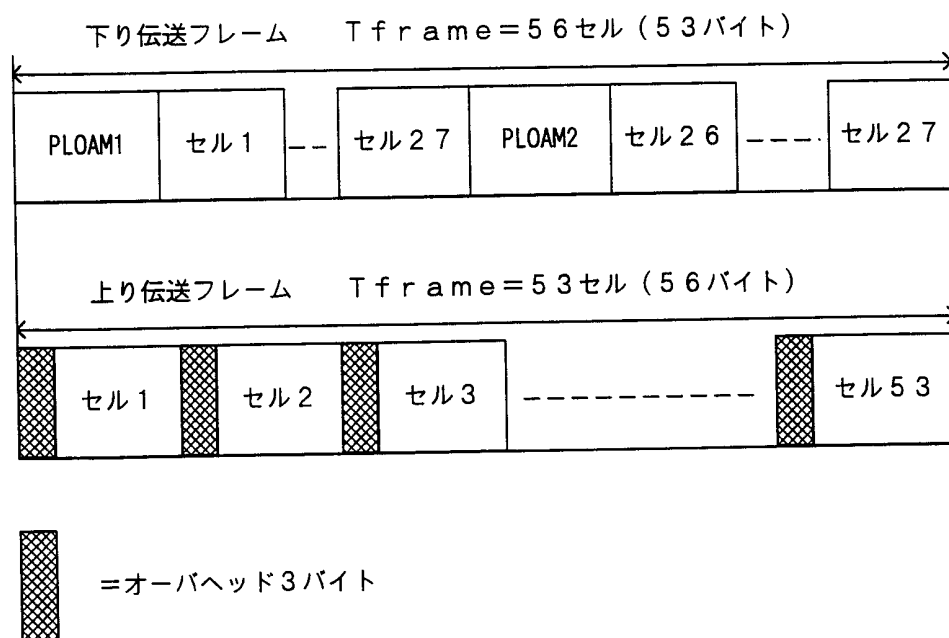 下り伝送フレーム　Ｔｆｒａｍｅ＝５６セル（５３バイト）
PLOAM1　セル１　セル２７　PLOAM2　セル２６　セル２７
上り伝送フレーム　Ｔｆｒａｍｅ＝５３セル（５６バイト）
セル１　セル２　セル３　セル５３
＝オーバヘッド３バイト